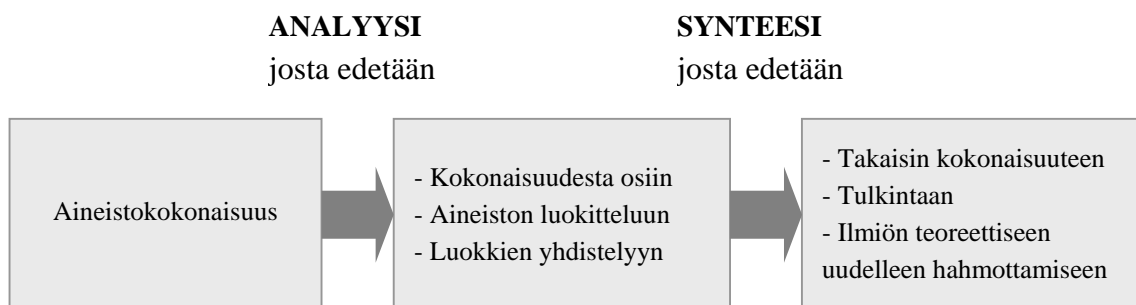 ANALYYSI
josta edetään
SYNTEESI
josta edetään
Aineistokokonaisuus
- Kokonaisuudesta osiin
- Aineiston luokitteluun
- Luokkien yhdistelyyn
- Takaisin kokonaisuuteen
- Tulkintaan
- Ilmiön teoreettiseen
uudelleen hahmottamiseen